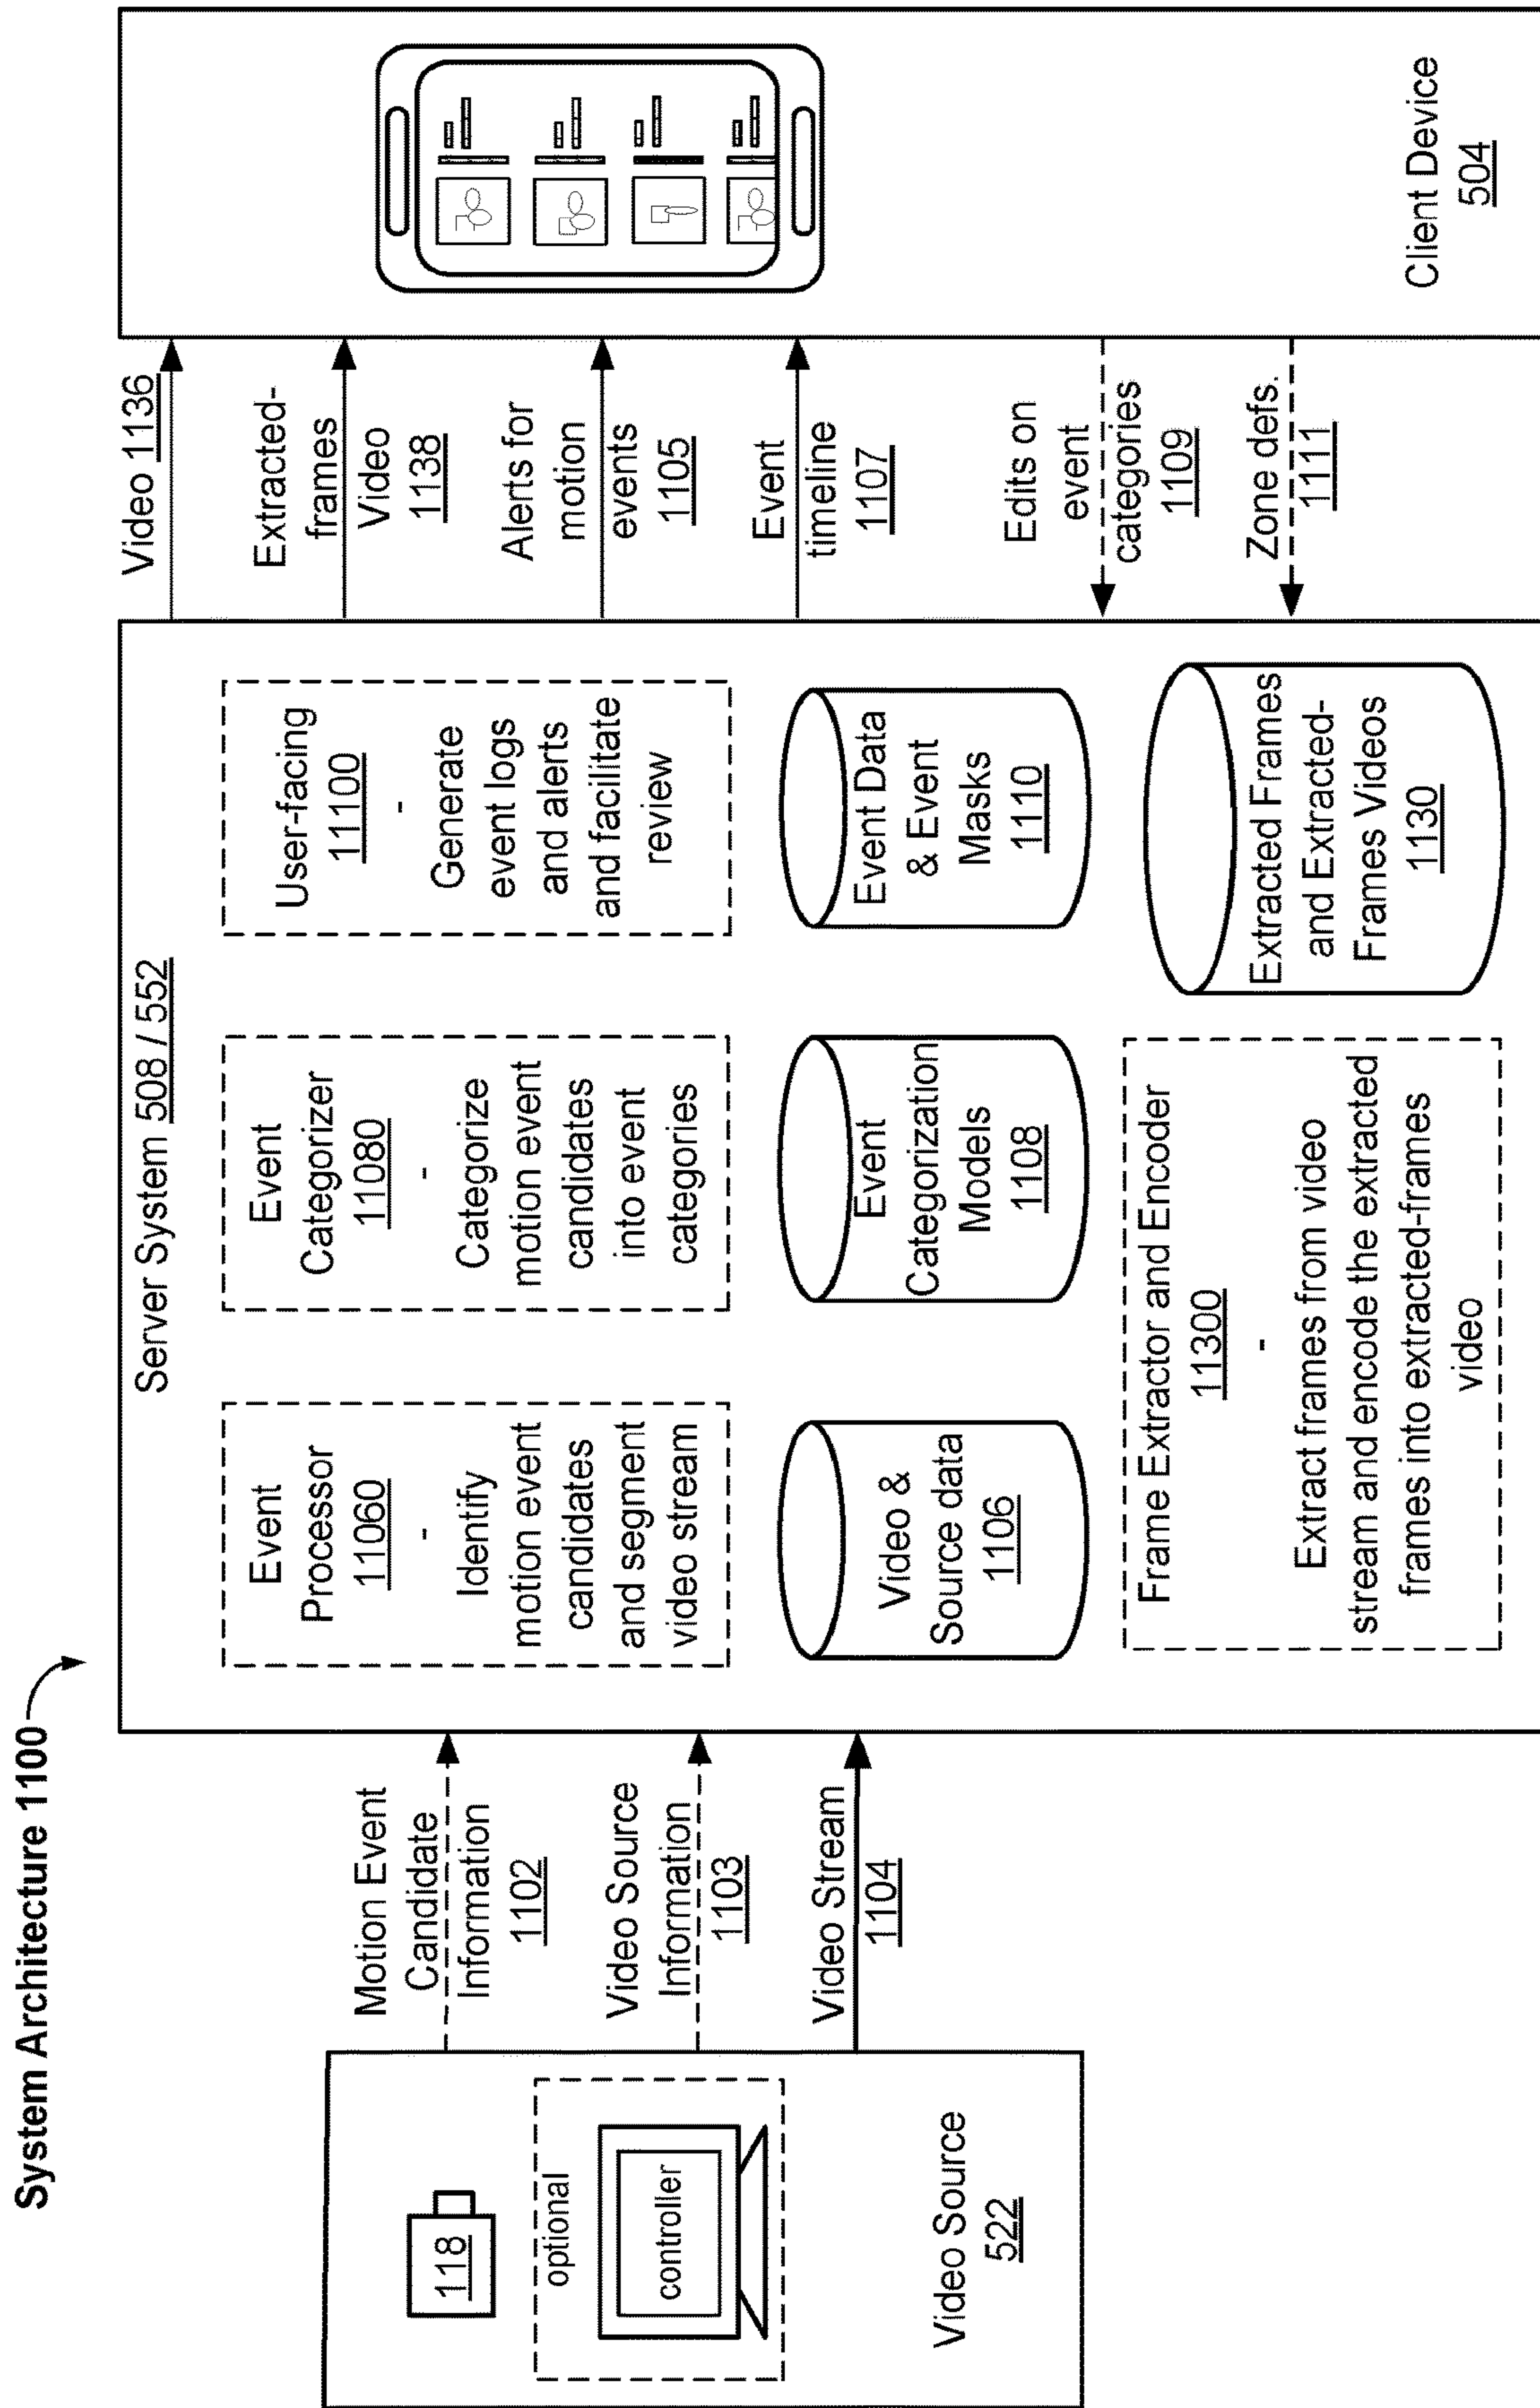 System Architecture 1100
118
optional
controller
Video Source
522
Motion Event
Candidate
Information
1102
Video Source
Information
1103
Video Stream
1104
Server System 508 / 552
Event
Processor
11060
-
Identify
motion event
candidates
and segment
video stream
Event
Categorizer
11080
-
Categorize
motion event
candidates
into event
categories
User-facing
11100
-
Generate
event logs
and alerts
and facilitate
review
Video &
Source data
1106
Event
Categorization
Models
1108
Event Data
& Event
Masks
1110
Frame Extractor and Encoder
11300
-
Extract frames from video
stream and encode the extracted
frames into extracted-frames
video
Extracted Frames
and Extracted-
Frames Videos
1130
Video 1136
Extracted-
frames
Video
1138
Alerts for
motion
events
1105
Event
timeline
1107
Edits on
event
categories
1109
Zone defs.
1111
Client Device
504